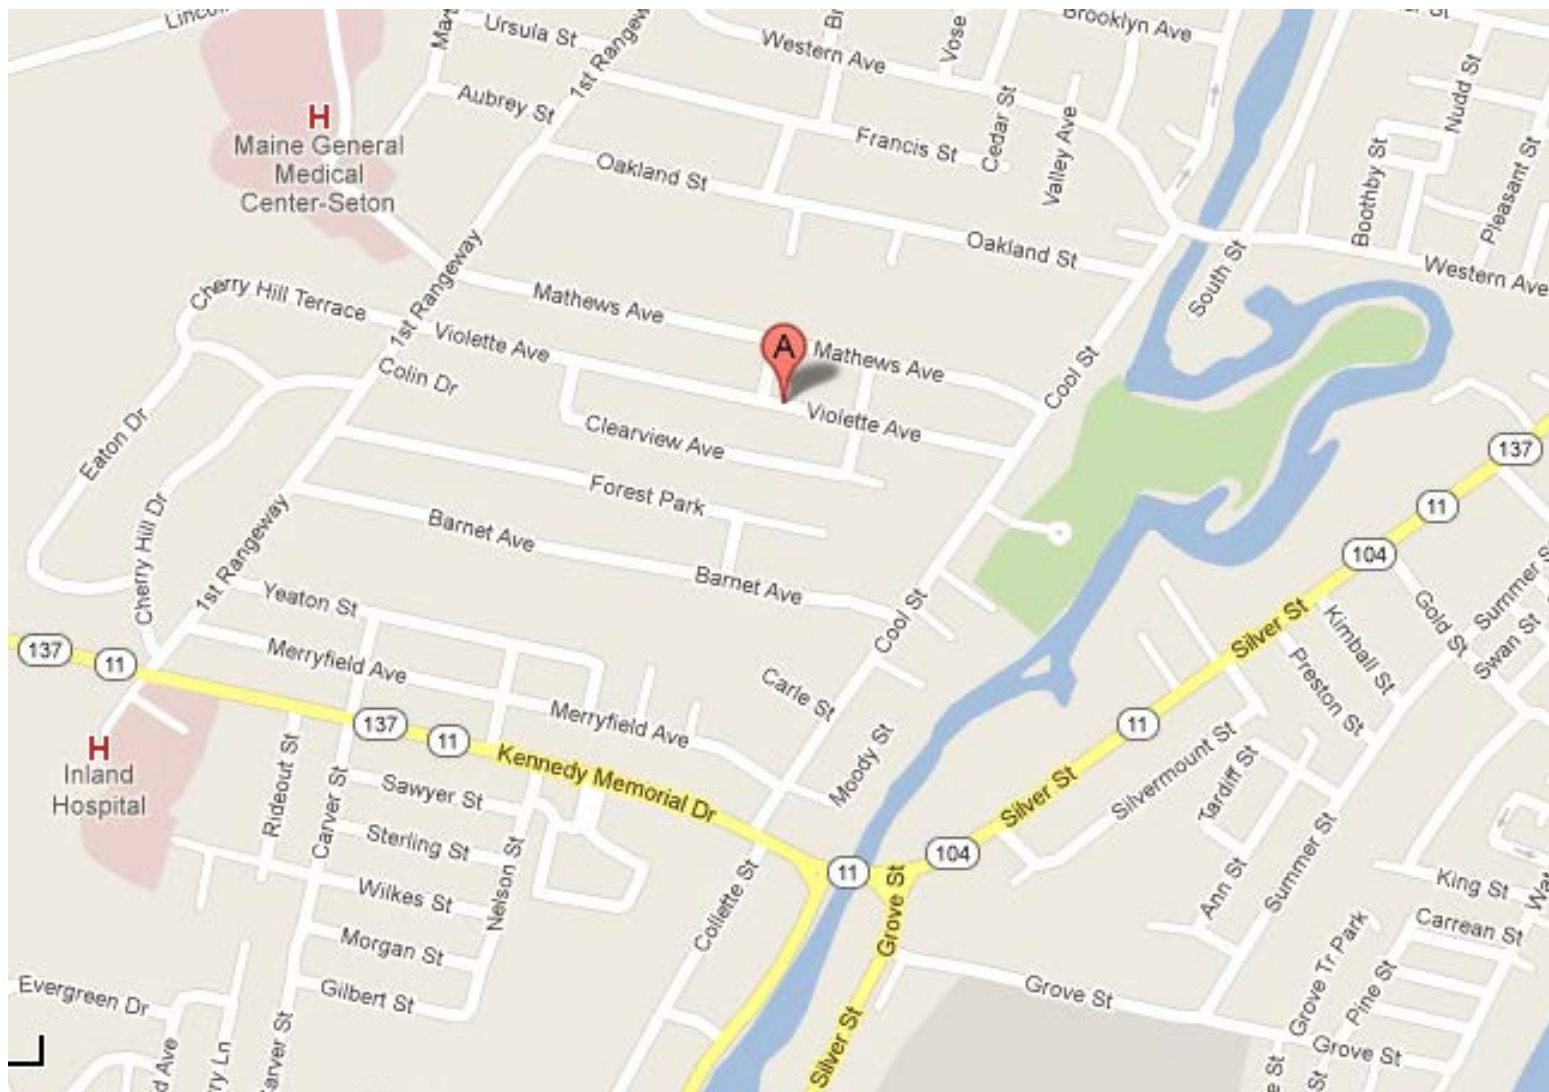 Ursula St
1st Rangeway
Western Ave
Vose
Brooklyn Ave
Nudd St
Aubrey St
Francis St
Cedar St
Valley Ave
Boothby St
Pleasant St
H
Maine General
Medical
Center-Seton
Oakland St
Oakland St
South St
Western Ave
Cherry Hill Terrace
1st Rangeway
Mathews Ave
Violette Ave
A
Mathews Ave
Cool St
Colin Dr
Violette Ave
Clearview Ave
Eaton Dr
Forest Park
137
11
104
Barnet Ave
Barnet Ave
Cherry Hill Dr
1st Rangeway
Yeaton St
Cool St
Silver St
Kimball St
Gold St
Summer S
Swan St
Preston St
137
11
Merryfield Ave
Carle St
Merryfield Ave
Moody St
137
11
Kennedy Memorial Dr
11
Silvermount St
Tardiff St
Silver St
H
Inland
Hospital
Rideout St
Carver St
Sawyer St
Sterling St
Nelson St
Wilkes St
Morgan St
Gilbert St
Collette St
11
104
Grove St
Ann St
Summer St
King St
Carrean St
Grove Tr Park
Pine St
Evergreen Dr
Grove St
Grove St
Silver St